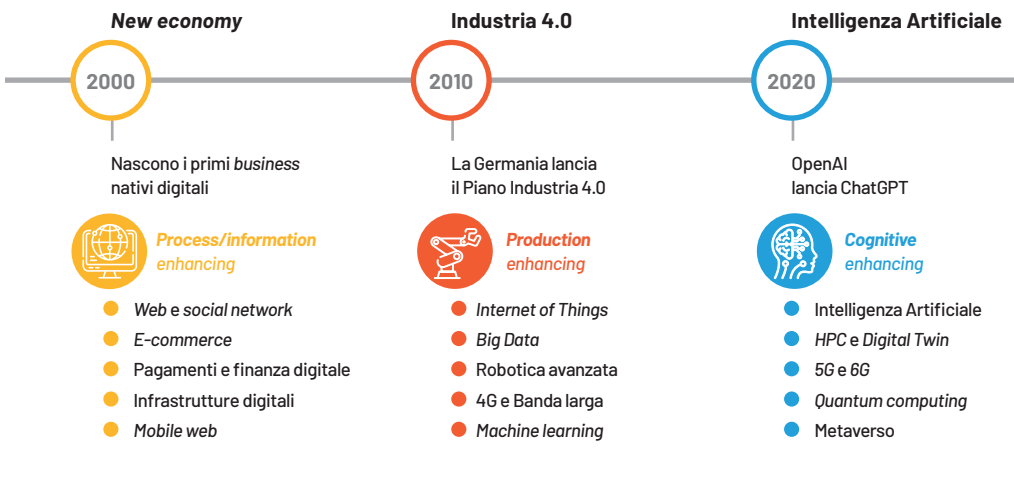 New economy
Industria 4.0
Intelligenza Artificiale
2000
2010
2020
Nascono i primi business
nativi digitali
La Germania lancia
il Piano Industria 4.0
OpenAI
lancia ChatGPT
Process/information
enhancing
Production
enhancing
Cognitive
enhancing
Web e social network
E-commerce
Pagamenti e finanza digitale
Infrastrutture digitali
Mobile web
Internet of Things
Big Data
Robotica avanzata
4G e Banda larga
Machine learning
Intelligenza Artificiale
HPC e Digital Twin
5G e 6G
Quantum computing
Metaverso